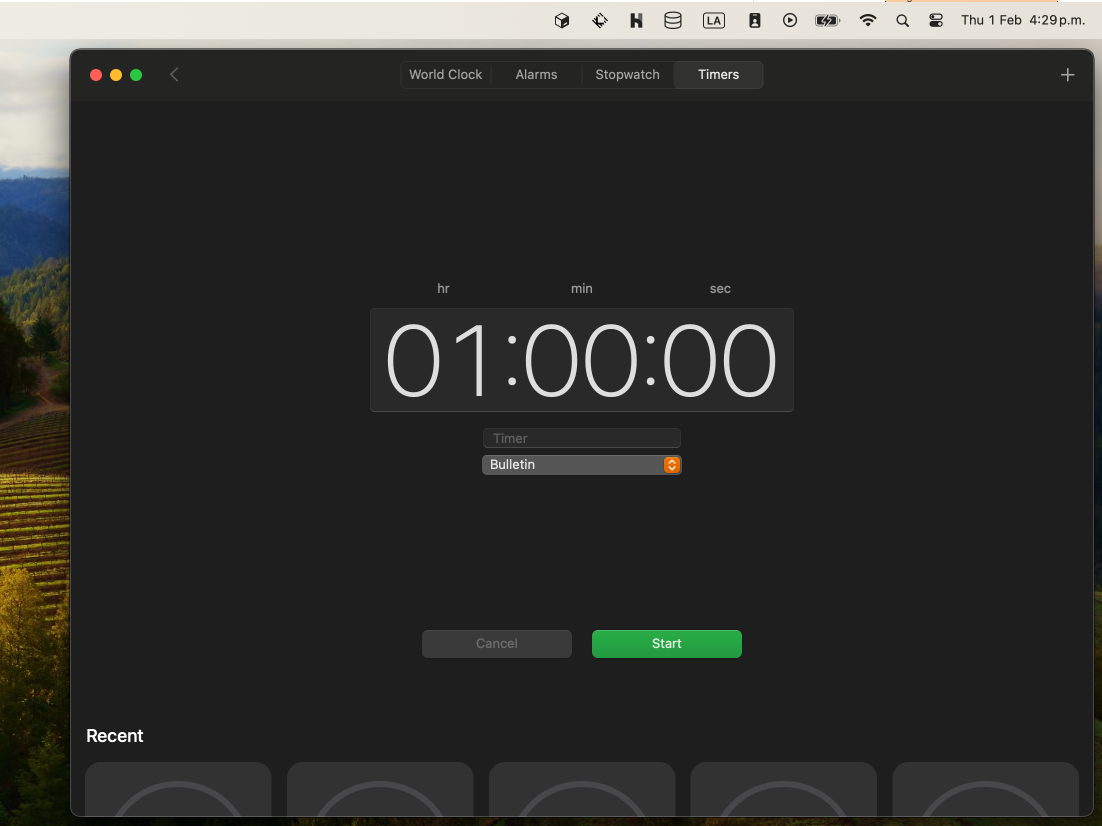 LA Thu 1 Feb 4:29 p.m.
World Clock Alarms Stopwatch Timers
hr min sec
01:00:00
Timer
Bulletin
Cancel Start
Recent